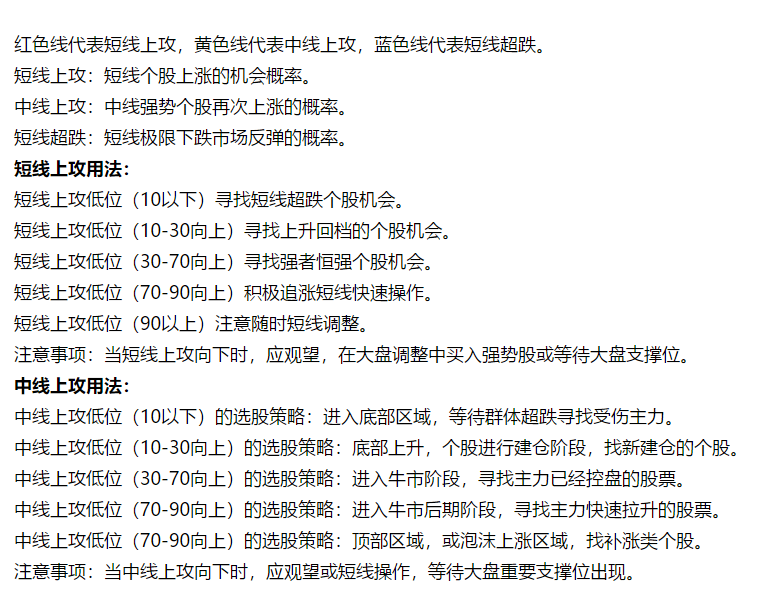 红色线代表短线上攻，黄色线代表中线上攻，蓝色线代表短线超跌。
短线上攻：短线个股上涨的机会概率。
中线上攻：中线强势个股再次上涨的概率。
短线超跌：短线极限下跌市场反弹的概率。
短线上攻用法：
短线上攻低位（10以下）寻找短线超跌个股机会。
短线上攻低位（10-30向上）寻找上升回档的个股机会。
短线上攻低位（30-70向上）寻找强者恒强个股机会。
短线上攻低位（70-90向上）积极追涨短线快速操作。
短线上攻低位（90以上）注意随时短线调整。
注意事项：当短线上攻向下时，应观望，在大盘调整中买入强势股或等待大盘支撑位。
中线上攻用法：
中线上攻低位（10以下）的选股策略：进入底部区域，等待群体超跌寻找受伤主力。
中线上攻低位（10-30向上）的选股策略：底部上升，个股进行建仓阶段，找新建仓的个股。
中线上攻低位（30-70向上）的选股策略：进入牛市阶段，寻找主力已经控盘的股票。
中线上攻低位（70-90向上）的选股策略：进入牛市后期阶段，寻找主力快速拉升的股票。
中线上攻低位（70-90向上）的选股策略：顶部区域，或泡沫上涨区域，找补涨类个股。
注意事项：当中线上攻向下时，应观望或短线操作，等待大盘重要支撑位出现。